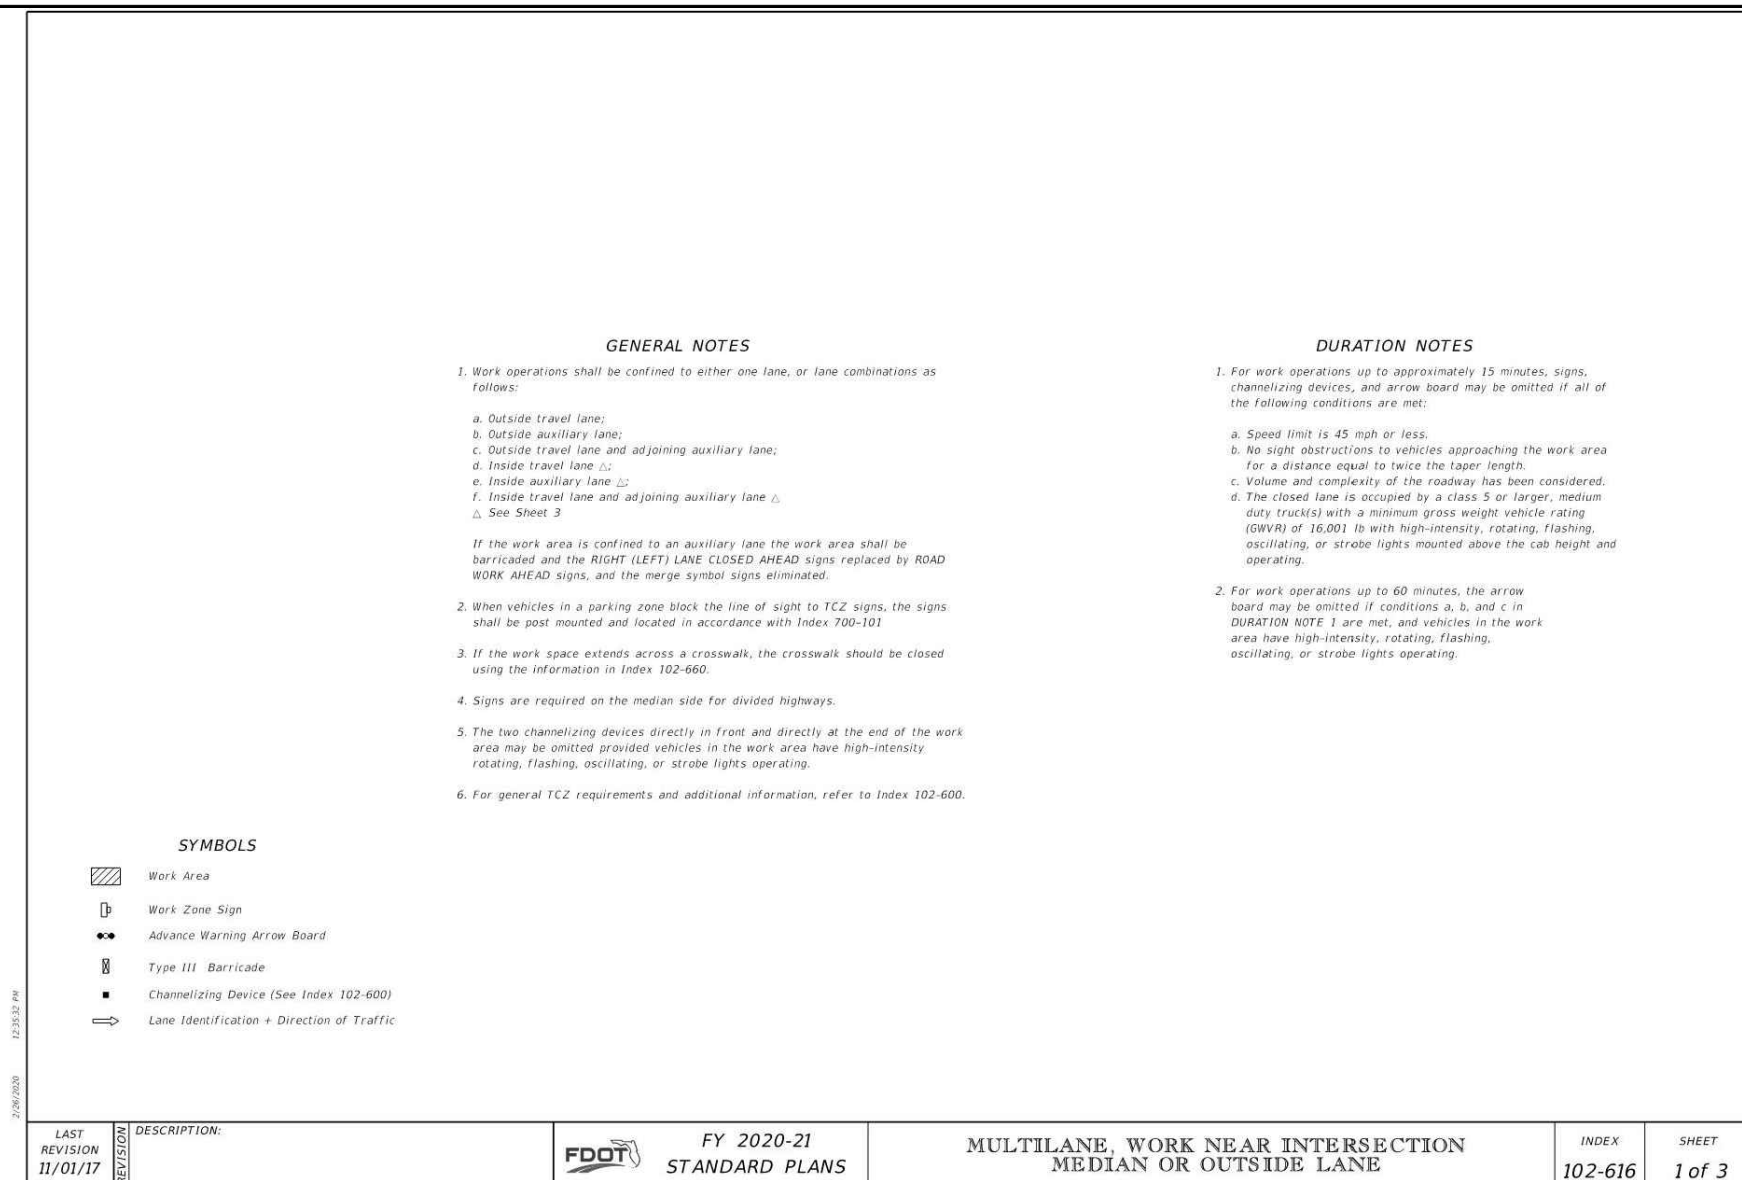 GENERAL NOTES
1. Work operations shall be confined to either one lane, or lane combinations as
follows:
a. Outside travel lane;
b. Outside auxiliary lane;
c. Outside travel lane and adjoining auxiliary lane;
d. Inside travel lane △;
e. Inside auxiliary lane △;
f. Inside travel lane and adjoining auxiliary lane △
△ See Sheet 3
If the work area is confined to an auxiliary lane the work area shall be
barricaded and the RIGHT (LEFT) LANE CLOSED AHEAD signs replaced by ROAD
WORK AHEAD signs, and the merge symbol signs eliminated.
2. When vehicles in a parking zone block the line of sight to TCZ signs, the signs
shall be post mounted and located in accordance with Index 700-101
3. If the work space extends across a crosswalk, the crosswalk should be closed
using the information in Index 102-660.
4. Signs are required on the median side for divided highways.
5. The two channelizing devices directly in front and directly at the end of the work
area may be omitted provided vehicles in the work area have high-intensity
rotating, flashing, oscillating, or strobe lights operating.
6. For general TCZ requirements and additional information, refer to Index 102-600.
DURATION NOTES
1. For work operations up to approximately 15 minutes, signs,
channelizing devices, and arrow board may be omitted if all of
the following conditions are met:
a. Speed limit is 45 mph or less.
b. No sight obstructions to vehicles approaching the work area
for a distance equal to twice the taper length.
c. Volume and complexity of the roadway has been considered.
d. The closed lane is occupied by a class 5 or larger, medium
duty truck(s) with a minimum gross weight vehicle rating
(GWVR) of 16,001 lb with high-intensity, rotating, flashing,
oscillating, or strobe lights mounted above the cab height and
operating.
2. For work operations up to 60 minutes, the arrow
board may be omitted if conditions a, b, and c in
DURATION NOTE 1 are met, and vehicles in the work
area have high-intensity, rotating, flashing,
oscillating, or strobe lights operating.
SYMBOLS
Work Area
Work Zone Sign
Advance Warning Arrow Board
Type III Barricade
Channelizing Device (See Index 102-600)
Lane Identification + Direction of Traffic
2/26/2020 12:35:32 PM
LAST
REVISION
11/01/17
REVISION
DESCRIPTION:
FDOT
FY 2020-21
STANDARD PLANS
MULTILANE, WORK NEAR INTERSECTION
MEDIAN OR OUTSIDE LANE
INDEX
102-616
SHEET
1 of 3